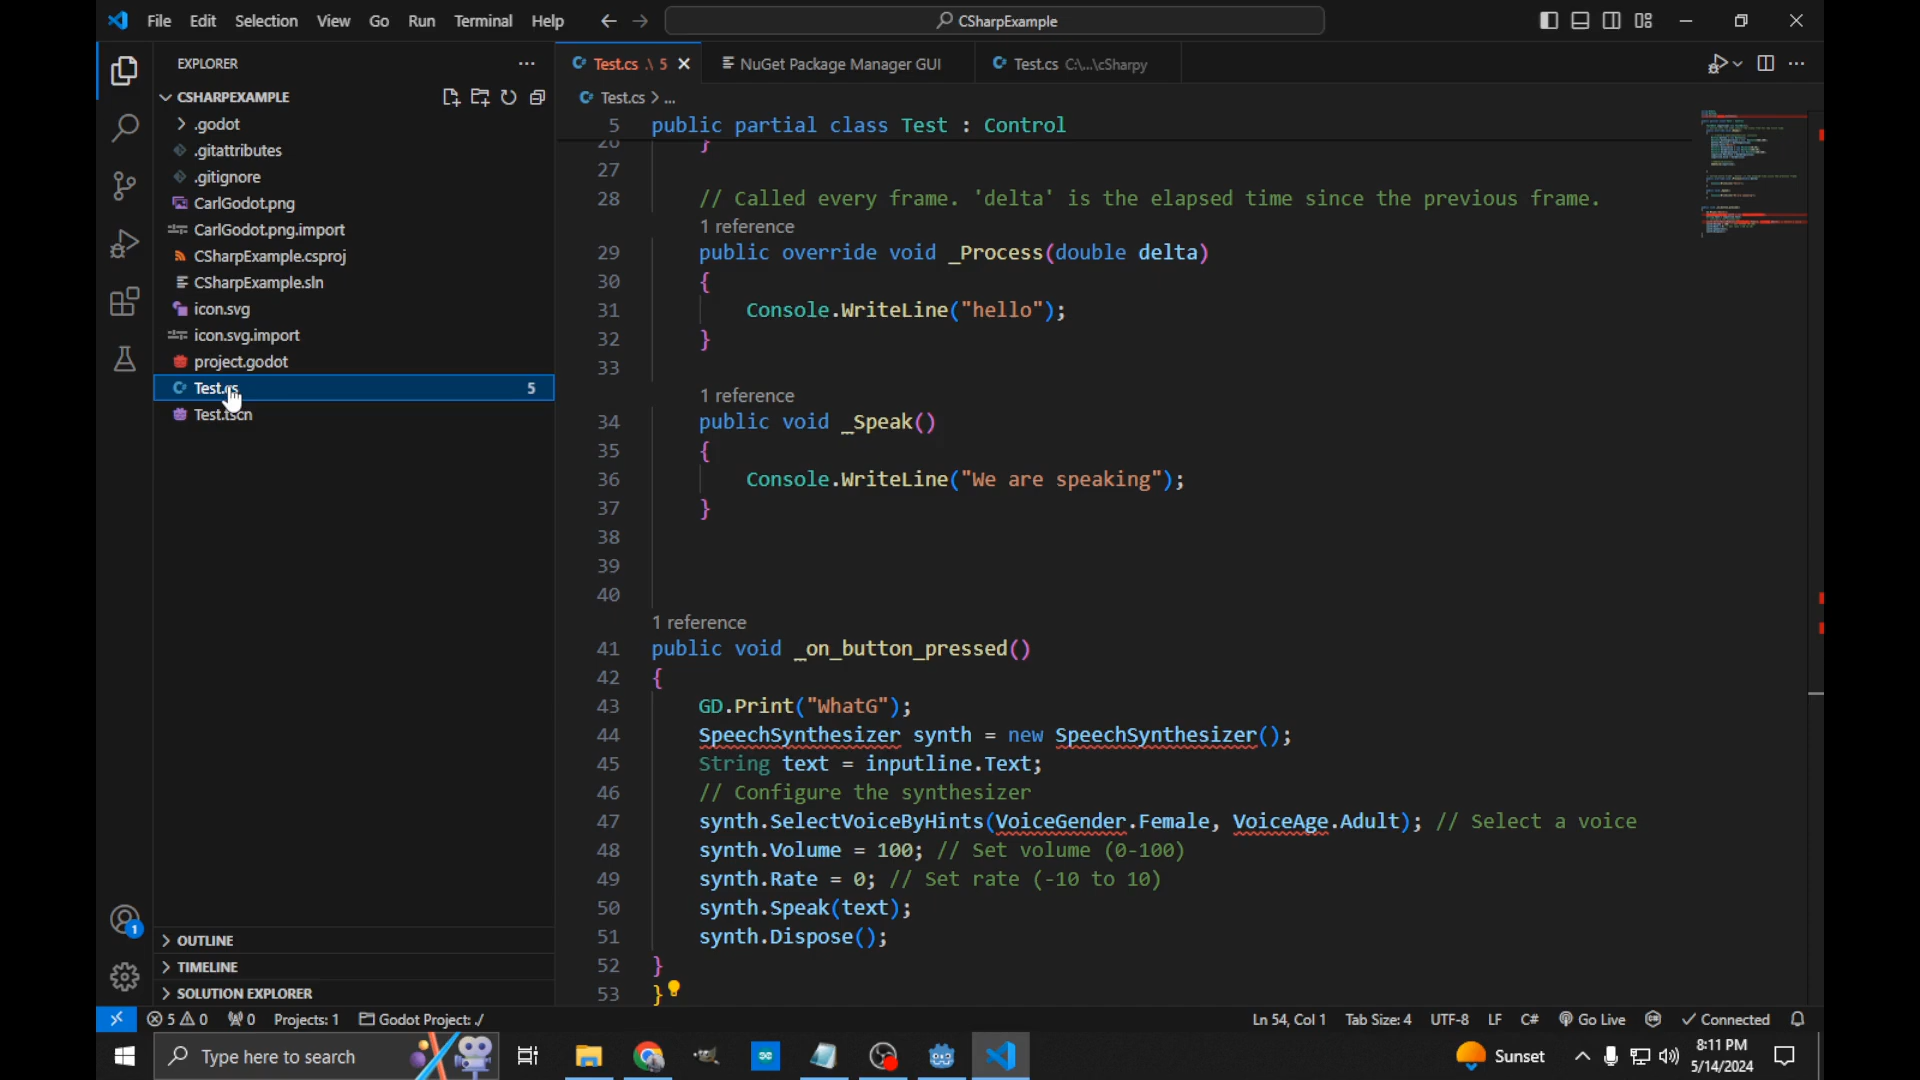 File Edit Selection View Go Run Terminal Help
CSharpExample
EXPLORER
CSHARPEXAMPLE
.godot
.gitattributes
.gitignore
CarlGodot.png
CarlGodot.png.import
CSharpExample.csproj
CSharpExample.sln
icon.svg
icon.svg.import
project.godot
Test.cs 5
Test.tscn
OUTLINE
TIMELINE
SOLUTION EXPLORER
Test.cs .\ 5
NuGet Package Manager GUI
Test.cs C:\...\cSharpy
Test.cs > ...
5 public partial class Test : Control
26 }
27
28 // Called every frame. 'delta' is the elapsed time since the previous frame.
1 reference
29 public override void _Process(double delta)
30 {
31 Console.WriteLine("hello");
32 }
33
1 reference
34 public void _Speak()
35 {
36 Console.WriteLine("We are speaking");
37 }
38
39
40
1 reference
41 public void _on_button_pressed()
42 {
43 GD.Print("WhatG");
44 SpeechSynthesizer synth = new SpeechSynthesizer();
45 String text = inputline.Text;
46 // Configure the synthesizer
47 synth.SelectVoiceByHints(VoiceGender.Female, VoiceAge.Adult); // Select a voice
48 synth.Volume = 100; // Set volume (0-100)
49 synth.Rate = 0; // Set rate (-10 to 10)
50 synth.Speak(text);
51 synth.Dispose();
52 }
53 }
1
5 0 0 Projects: 1 Godot Project: ./
Ln 54, Col 1 Tab Size: 4 UTF-8 LF C# Go Live Connected
Type here to search
Sunset
8:11 PM
5/14/2024